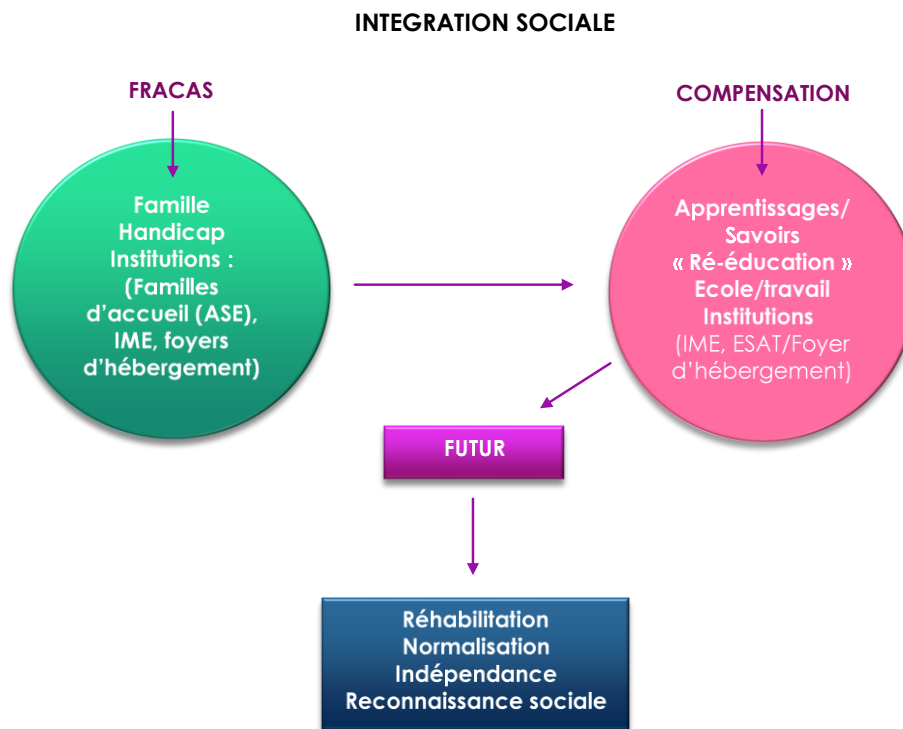 INTEGRATION SOCIALE
FRACAS
Famille
Handicap
Institutions :
(Familles
d'accueil (ASE),
IME, foyers
d'hébergement)
COMPENSATION
Apprentissages/
Savoirs
« Ré-éducation »
Ecole/travail
Institutions
(IME, ESAT/Foyer
d'hébergement)
FUTUR
Réhabilitation
Normalisation
Indépendance
Reconnaissance sociale